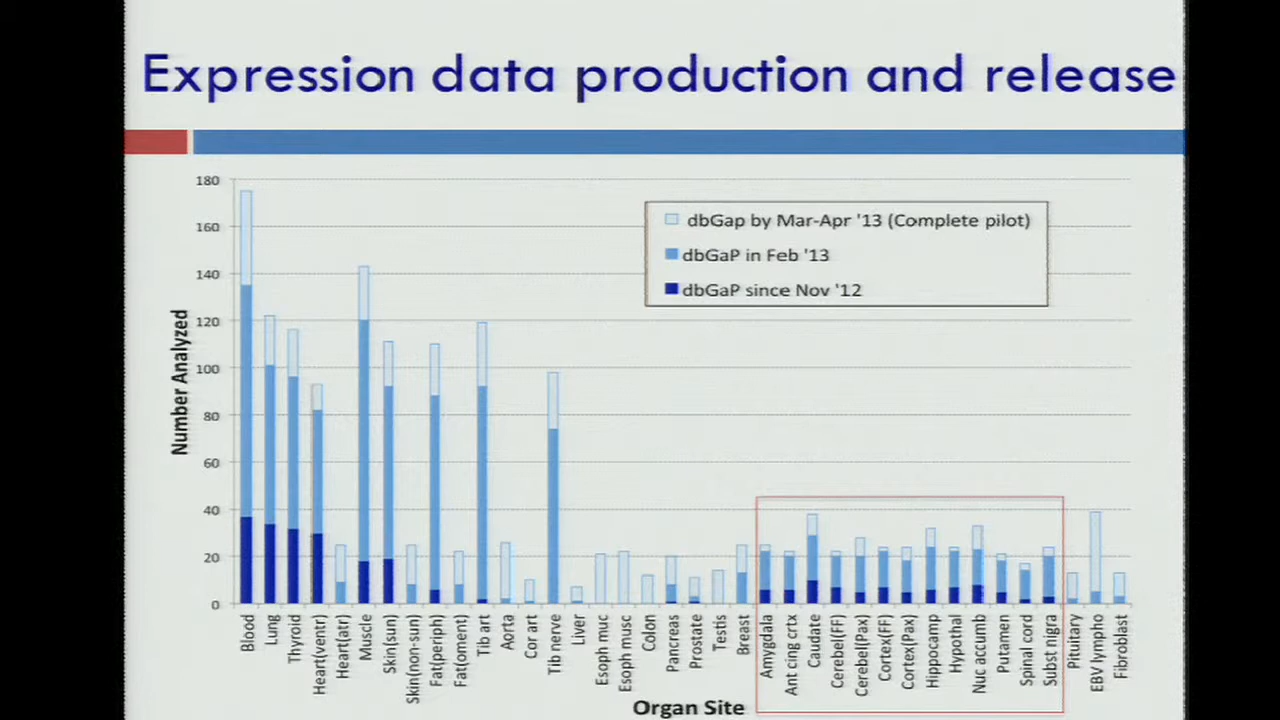 Expression data production and release
180
160
140
120
100
80
60
40
20
0
Number Analyzed
dbGap by Mar-Apr '13 (Complete pilot)
dbGaP in Feb '13
dbGaP since Nov '12
Blood
Lung
Thyroid
Heart(ventr)
Heart(atr)
Muscle
Skin(sun)
Skin(non-sun)
Fat(periph)
Fat(oment)
Tib art
Aorta
Cor art
Tib nerve
Liver
Esoph muc
Esoph musc
Colon
Pancreas
Prostate
Testis
Breast
Amygdala
Ant cing crtx
Caudate
Cerebel(FF)
Cerebel(Pax)
Cortex(FF)
Cortex(Pax)
Hippocamp
Hypothal
Nuc accumb
Putamen
Spinal cord
Subst nigra
Pituitary
EBV lympho
Fibroblast
Organ Site